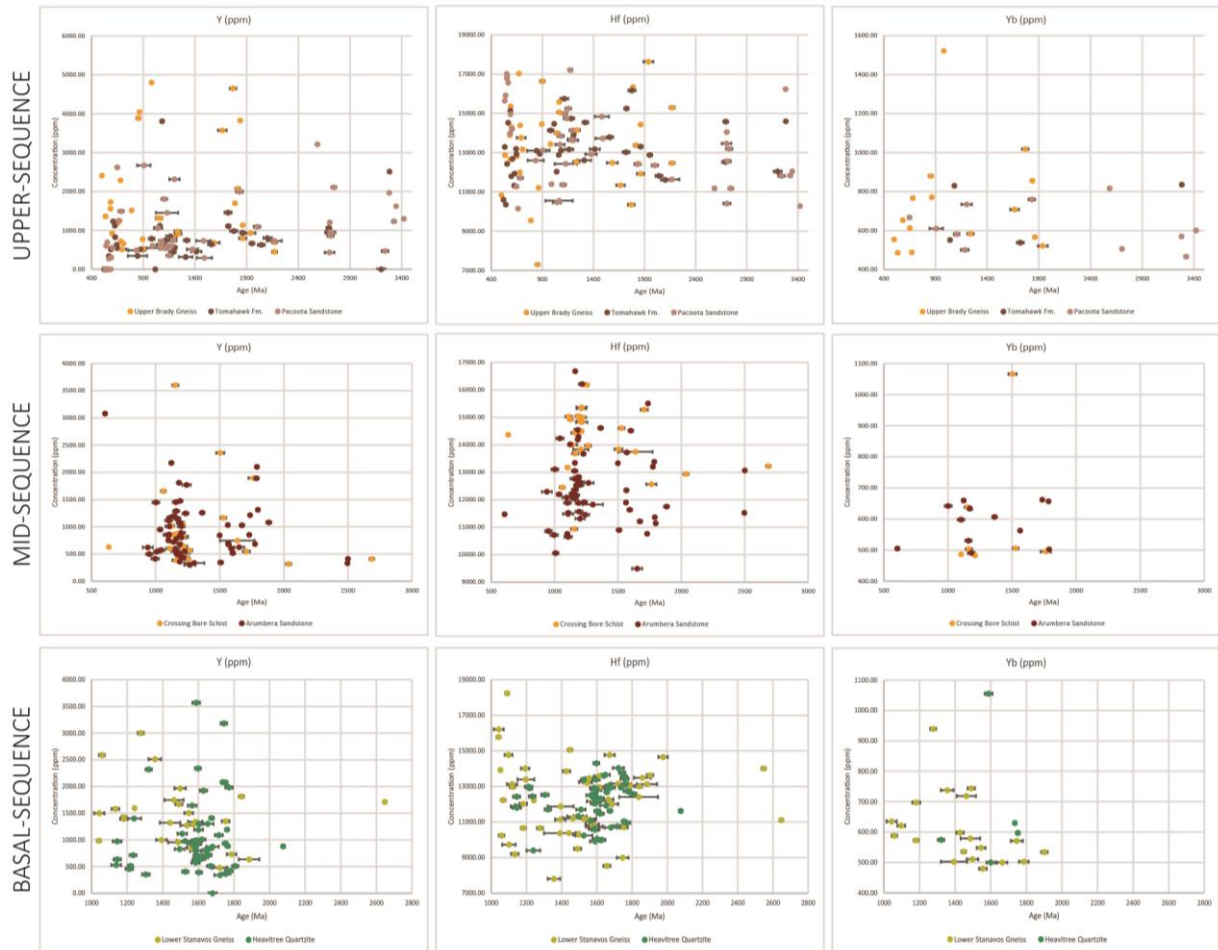 UPPER-SEQUENCE
Y (ppm)
Concentration (ppm)
6000.00
5000.00
4000.00
3000.00
2000.00
1000.00
0.00
400 900 1400 1900 2400 2900 3400
Age (Ma)
Upper Brady Gneiss Tomahawk Fm. Pacoota Sandstone
Hf (ppm)
Concentration (ppm)
19000.00
17000.00
15000.00
13000.00
11000.00
9000.00
7000.00
400 900 1400 1900 2400 2900 3400
Age (Ma)
Upper Brady Gneiss Tomahawk Fm. Pacoota Sandstone
Yb (ppm)
Concentration (ppm)
1600.00
1400.00
1200.00
1000.00
800.00
600.00
400.00
400 900 1400 1900 2400 2900 3400
Age (Ma)
Upper Brady Gneiss Tomahawk Fm. Pacoota Sandstone
MID-SEQUENCE
Y (ppm)
Concentration (ppm)
4000.00
3500.00
3000.00
2500.00
2000.00
1500.00
1000.00
500.00
0.00
500 1000 1500 2000 2500 3000
Age (Ma)
Crossing Bore Schist Arumbera Sandstone
Hf (ppm)
Concentration (ppm)
17000.00
16000.00
15000.00
14000.00
13000.00
12000.00
11000.00
10000.00
9000.00
500 1000 1500 2000 2500 3000
Age (Ma)
Crossing Bore Schist Arumbera Sandstone
Yb (ppm)
Concentration (ppm)
1100.00
1000.00
900.00
800.00
700.00
600.00
500.00
400.00
500 1000 1500 2000 2500 3000
Age (Ma)
Crossing Bore Schist Arumbera Sandstone
BASAL-SEQUENCE
Y (ppm)
Concentration (ppm)
4000.00
3500.00
3000.00
2500.00
2000.00
1500.00
1000.00
500.00
0.00
1000 1200 1400 1600 1800 2000 2200 2400 2600 2800
Age (Ma)
Lower Stanavos Gneiss Heavitree Quartzite
Hf (ppm)
Concentration (ppm)
19000.00
17000.00
15000.00
13000.00
11000.00
9000.00
7000.00
1000 1200 1400 1600 1800 2000 2200 2400 2600 2800
Age (Ma)
Lower Stanavos Gneiss Heavitree Quartzite
Yb (ppm)
Concentration (ppm)
1100.00
1000.00
900.00
800.00
700.00
600.00
500.00
400.00
1000 1200 1400 1600 1800 2000 2200 2400 2600 2800
Age (Ma)
Lower Stanavos Gneiss Heavitree Quartzite